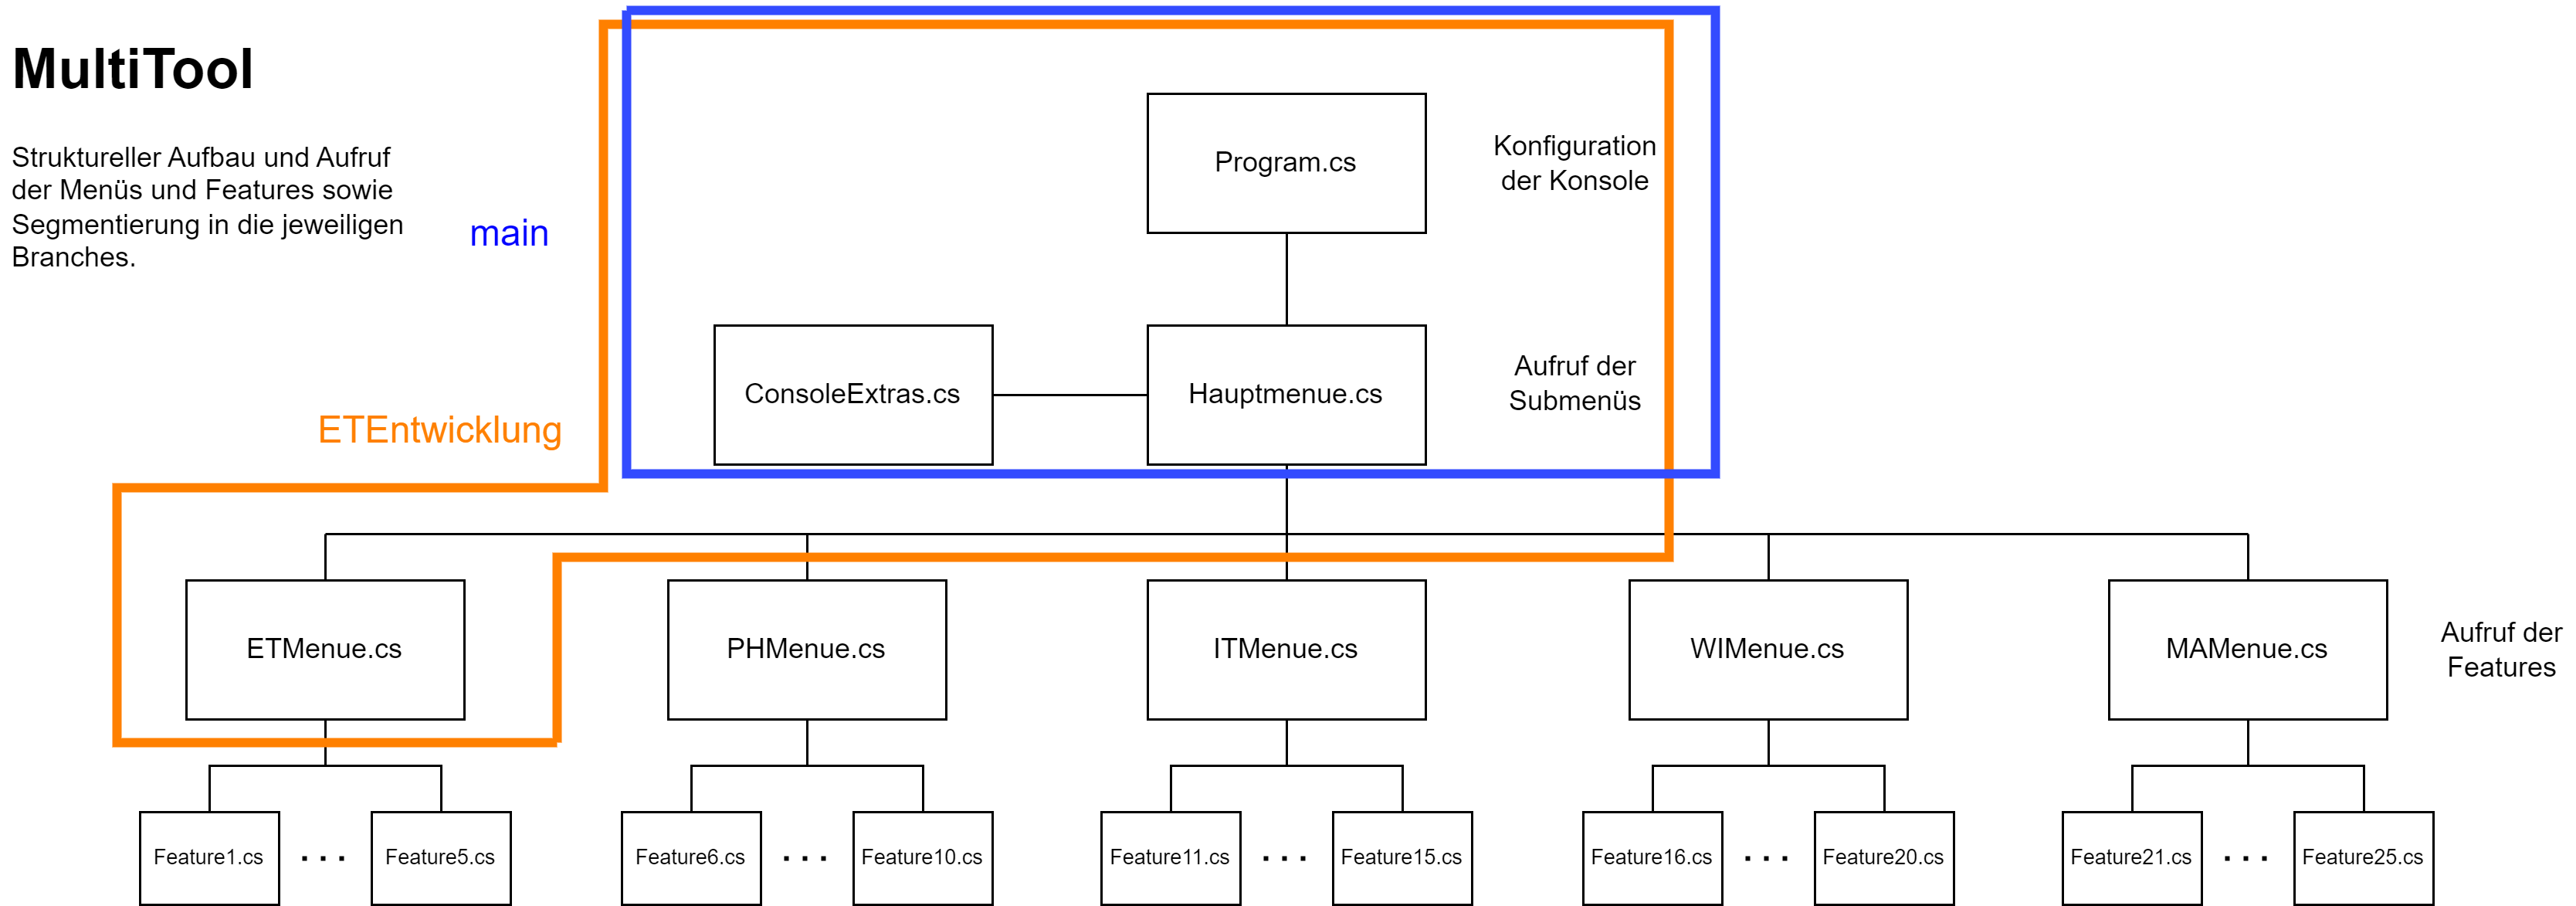 MultiTool
Struktureller Aufbau und Aufruf
der Menüs und Features sowie
Segmentierung in die jeweiligen
Branches.
main
ETEntwicklung
Program.cs
Konfiguration
der Konsole
ConsoleExtras.cs
Hauptmenue.cs
Aufruf der
Submenüs
ETMenue.cs
PHMenue.cs
ITMenue.cs
WIMenue.cs
MAMenue.cs
Aufruf der
Features
Feature1.cs
. . .
Feature5.cs
Feature6.cs
. . .
Feature10.cs
Feature11.cs
. . .
Feature15.cs
Feature16.cs
. . .
Feature20.cs
Feature21.cs
. . .
Feature25.cs